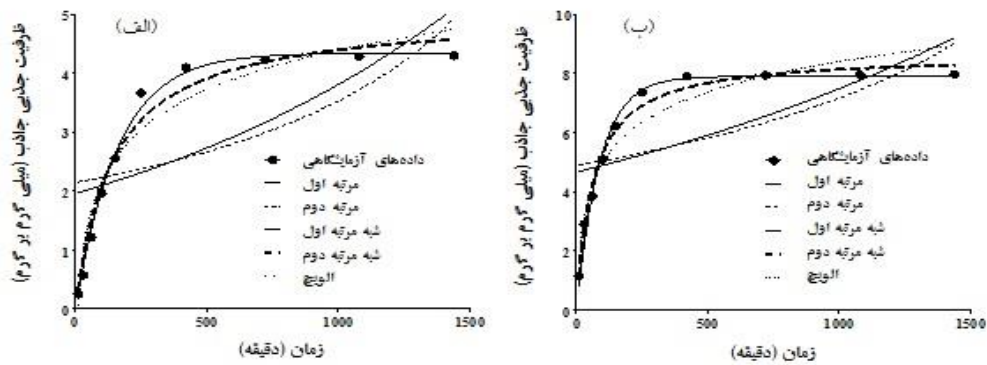 (الف)
ظرفیت جذبی جاذب (میلی گرم بر گرم)
5
4
3
2
1
0
داده‌های آزمایشگاهی
مرتبه اول
مرتبه دوم
شبه مرتبه اول
شبه مرتبه دوم
الویچ
0 500 1000 1500
زمان (دقیقه)
(ب)
ظرفیت جذبی جاذب (میلی گرم بر گرم)
10
8
6
4
2
0
داده‌های آزمایشگاهی
مرتبه اول
مرتبه دوم
شبه مرتبه اول
شبه مرتبه دوم
الویچ
0 500 1000 1500
زمان (دقیقه)